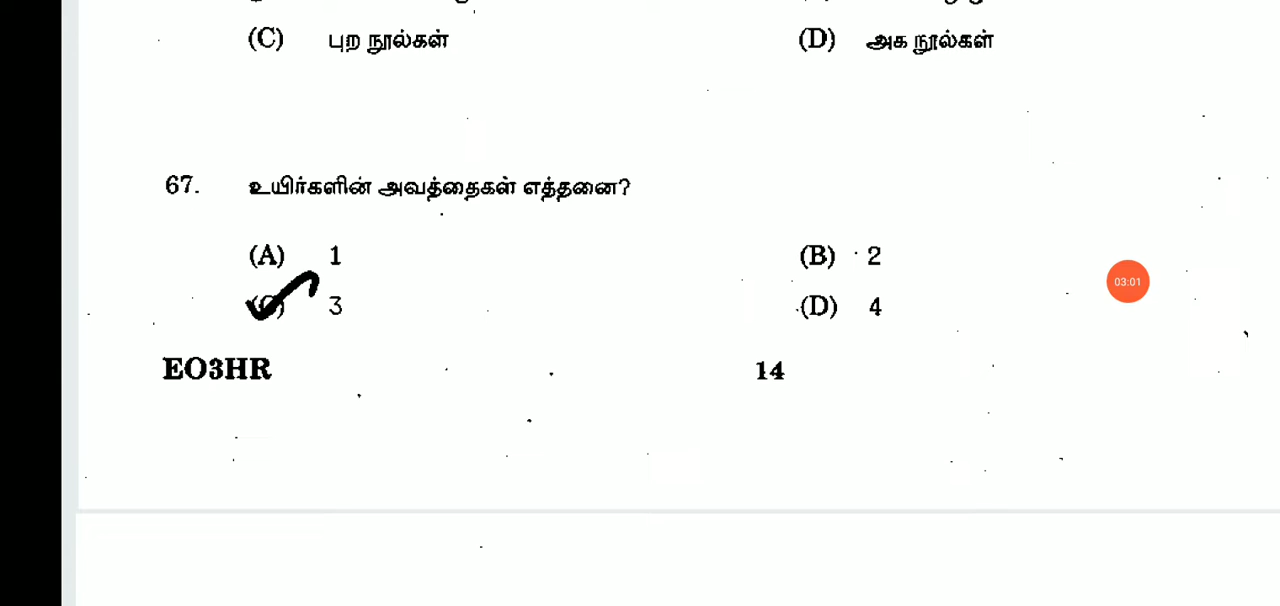 (C) புற நூல்கள் (D) அக நூல்கள்
67. உயிர்களின் அவத்தைகள் எத்தனை?
(A) 1 (B) 2
(C) 3 (D) 4
03:01
EO3HR 14